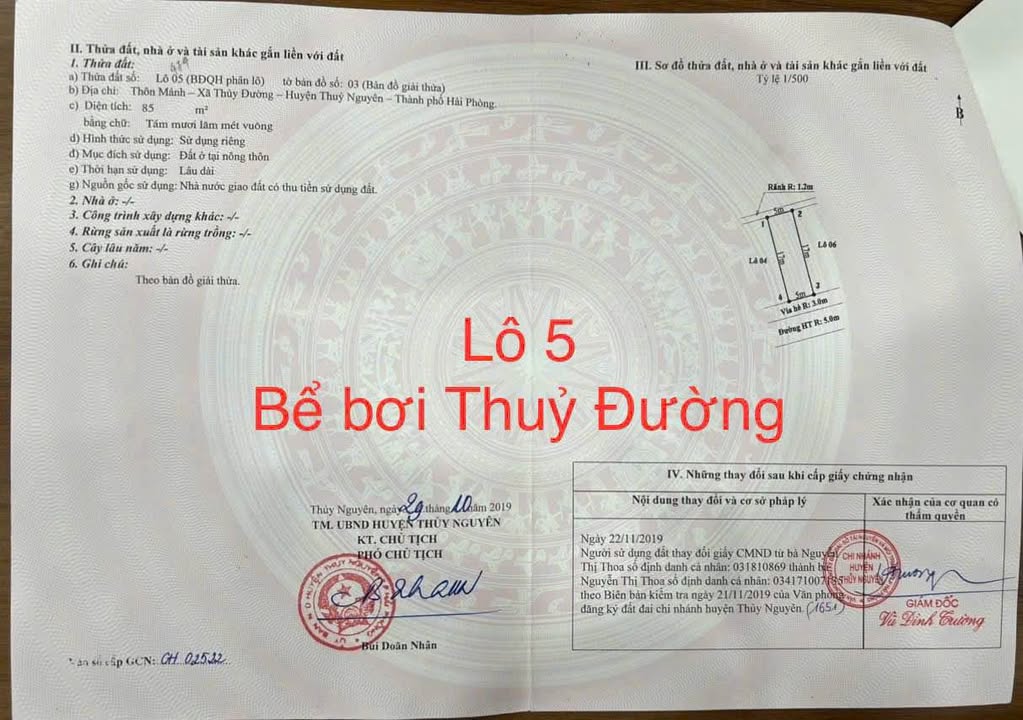 II. Thửa đất, nhà ở và tài sản khác gắn liền với đất
1. Thửa đất:
a) Thửa đất số: Lô 05 (BĐQH phân lô) tờ bản đồ số: 03 (Bản đồ giải thửa)
b) Địa chỉ: Thôn Mánh – Xã Thủy Đường – Huyện Thuỷ Nguyên – Thành phố Hải Phòng.
c) Diện tích: 85 m²
bằng chữ: Tám mươi lăm mét vuông
d) Hình thức sử dụng: Sử dụng riêng
đ) Mục đích sử dụng: Đất ở tại nông thôn
e) Thời hạn sử dụng: Lâu dài
g) Nguồn gốc sử dụng: Nhà nước giao đất có thu tiền sử dụng đất.
2. Nhà ở: -/-
3. Công trình xây dựng khác: -/-
4. Rừng sản xuất là rừng trồng: -/-
5. Cây lâu năm: -/-
6. Ghi chú:
Theo bản đồ giải thửa.
III. Sơ đồ thửa đất, nhà ở và tài sản khác gắn liền với đất
Tỷ lệ 1/500
B
Rãnh R: 1.2m
5m
1
2
Lô 04
17m
17m
Lô 06
4
5m
3
Vỉa hè R: 3.0m
Đường HT R: 5.0m
Lô 5
Bể bơi Thuỷ Đường
Thủy Nguyên, ngày 29 tháng 10 năm 2019
TM. UBND HUYỆN THỦY NGUYÊN
KT. CHỦ TỊCH
PHÓ CHỦ TỊCH
Bùi Doãn Nhân
số cấp GCN: CH 02522
IV. Những thay đổi sau khi cấp giấy chứng nhận
Nội dung thay đổi và cơ sở pháp lý
Xác nhận của cơ quan có thẩm quyền
Ngày 22/11/2019
Người sử dụng đất thay đổi giấy CMND từ bà Nguyễn
Thị Thoa số định danh cá nhân: 031810869 thành bà
Nguyễn Thị Thoa số định danh cá nhân: 034171007185
theo Biên bản kiểm tra ngày 21/11/2019 của Văn phòng
đăng ký đất đai chi nhánh huyện Thủy Nguyên. (1651)
CHI NHÁNH
HUYỆN
THỦY NGUYÊN
GIÁM ĐỐC
Vũ Đình Trường